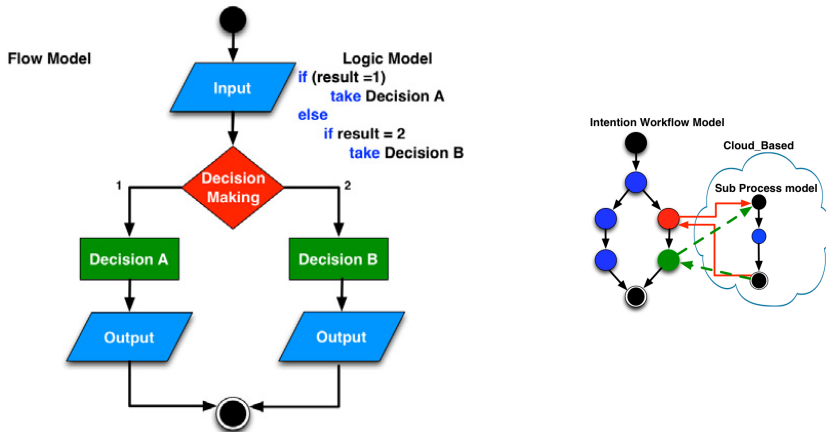 Flow Model
Logic Model
if (result =1)
take Decision A
else
if result = 2
take Decision B
Input
Decision
Making
1
2
Decision A
Decision B
Output
Output
Intention Workflow Model
Cloud_Based
Sub Process model